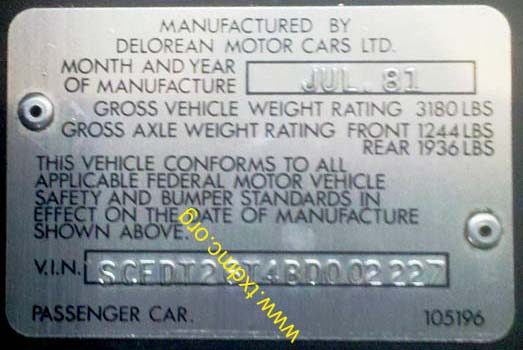 MANUFACTURED BY
DELOREAN MOTOR CARS LTD.
MONTH AND YEAR
OF MANUFACTURE JUL. 81
GROSS VEHICLE WEIGHT RATING 3180 LBS
GROSS AXLE WEIGHT RATING FRONT 1244 LBS
REAR 1936 LBS
THIS VEHICLE CONFORMS TO ALL
APPLICABLE FEDERAL MOTOR VEHICLE
SAFETY AND BUMPER STANDARDS IN
EFFECT ON THE DATE OF MANUFACTURE
SHOWN ABOVE.
V.I.N.
PASSENGER CAR. 105196
www.txdmc.org